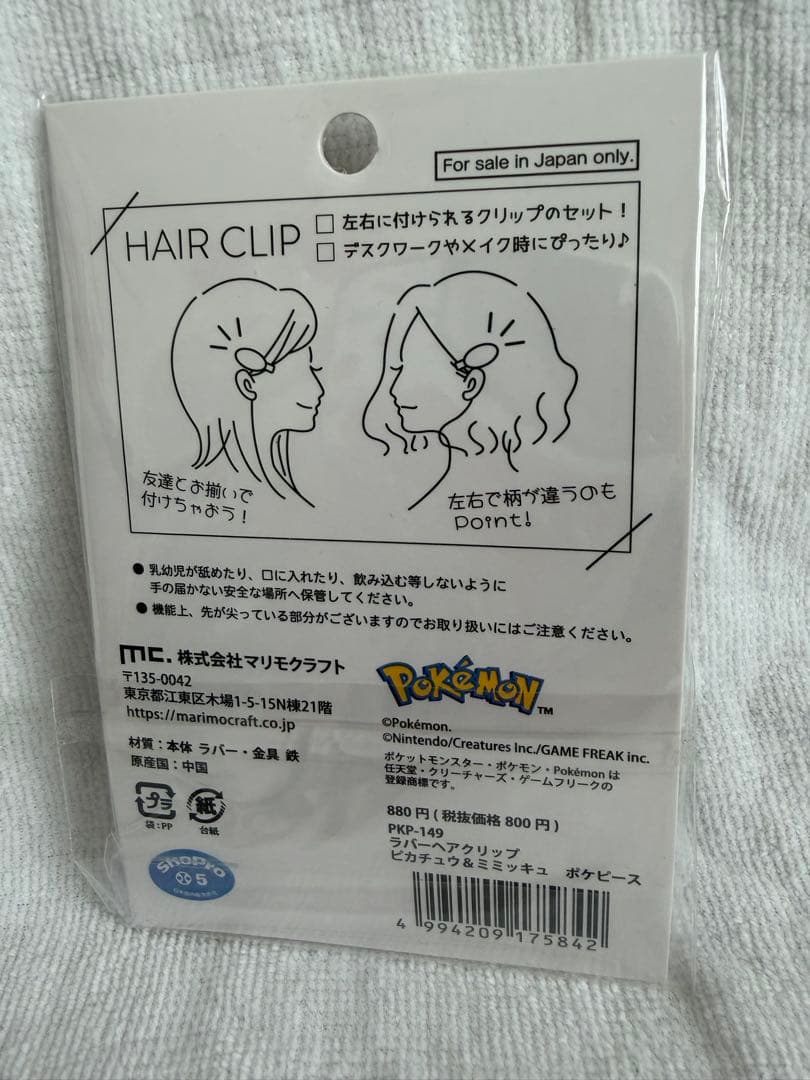 For sale in Japan only.
HAIR CLIP
□ 左右に付けられるクリップのセット！
□ デスクワークやメイク時にぴったり♪
友達とお揃いで
付けちゃおう！
左右で柄が違うのも
Point!
● 乳幼児が舐めたり、口に入れたり、飲み込む等しないように
手の届かない安全な場所へ保管してください。
● 機能上、先が尖っている部分がございますのでお取り扱いにはご注意ください。
mc. 株式会社マリモクラフト
〒135-0042
東京都江東区木場1-5-15N棟21階
https://marimocraft.co.jp
材質：本体 ラバー・金具 鉄
原産国：中国
プラ
袋：PP
紙
台紙
ShoPro
5
POKéMON™
©Pokémon.
©Nintendo/Creatures Inc./GAME FREAK inc.
ポケットモンスター・ポケモン・Pokémon は
任天堂・クリーチャーズ・ゲームフリークの
登録商標です。
880円（税抜価格800円）
PKP-149
ラバーヘアクリップ
ピカチュウ＆ミミッキュ ポケピース
4 994209 175842